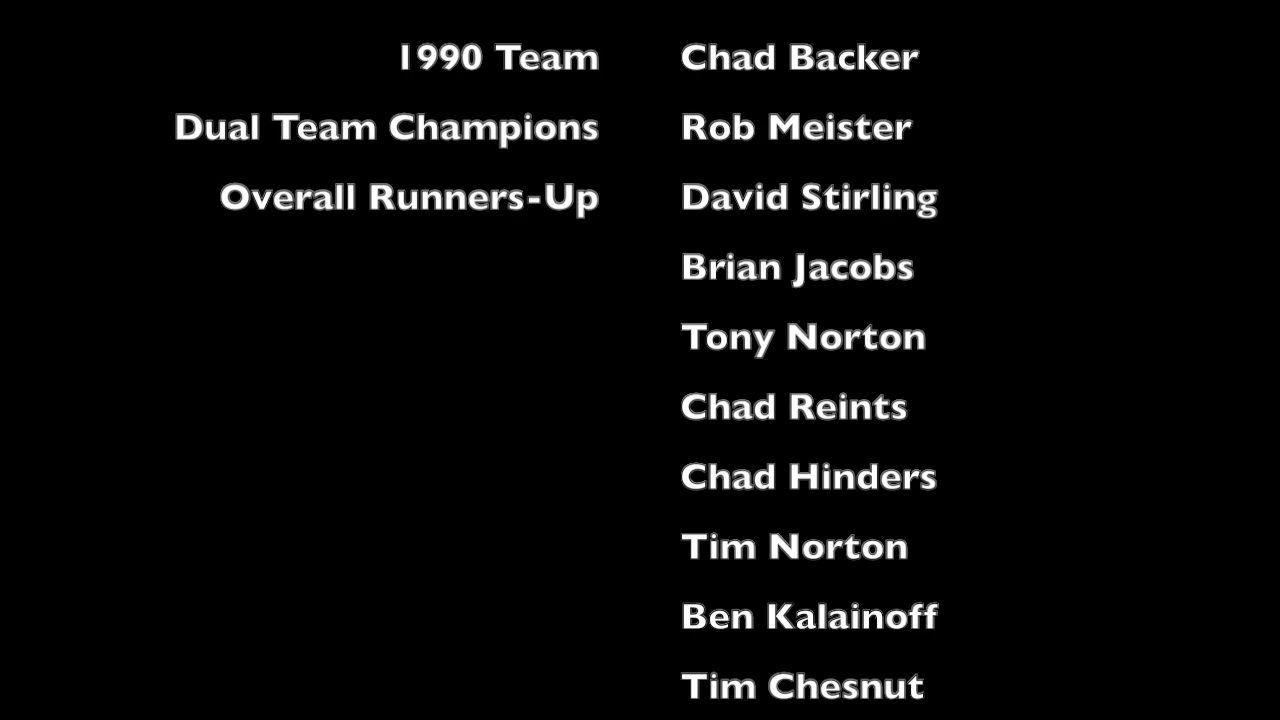 1990 Team Chad Backer
Dual Team Champions Rob Meister
Overall Runners-Up David Stirling
Brian Jacobs
Tony Norton
Chad Reints
Chad Hinders
Tim Norton
Ben Kalainoff
Tim Chesnut